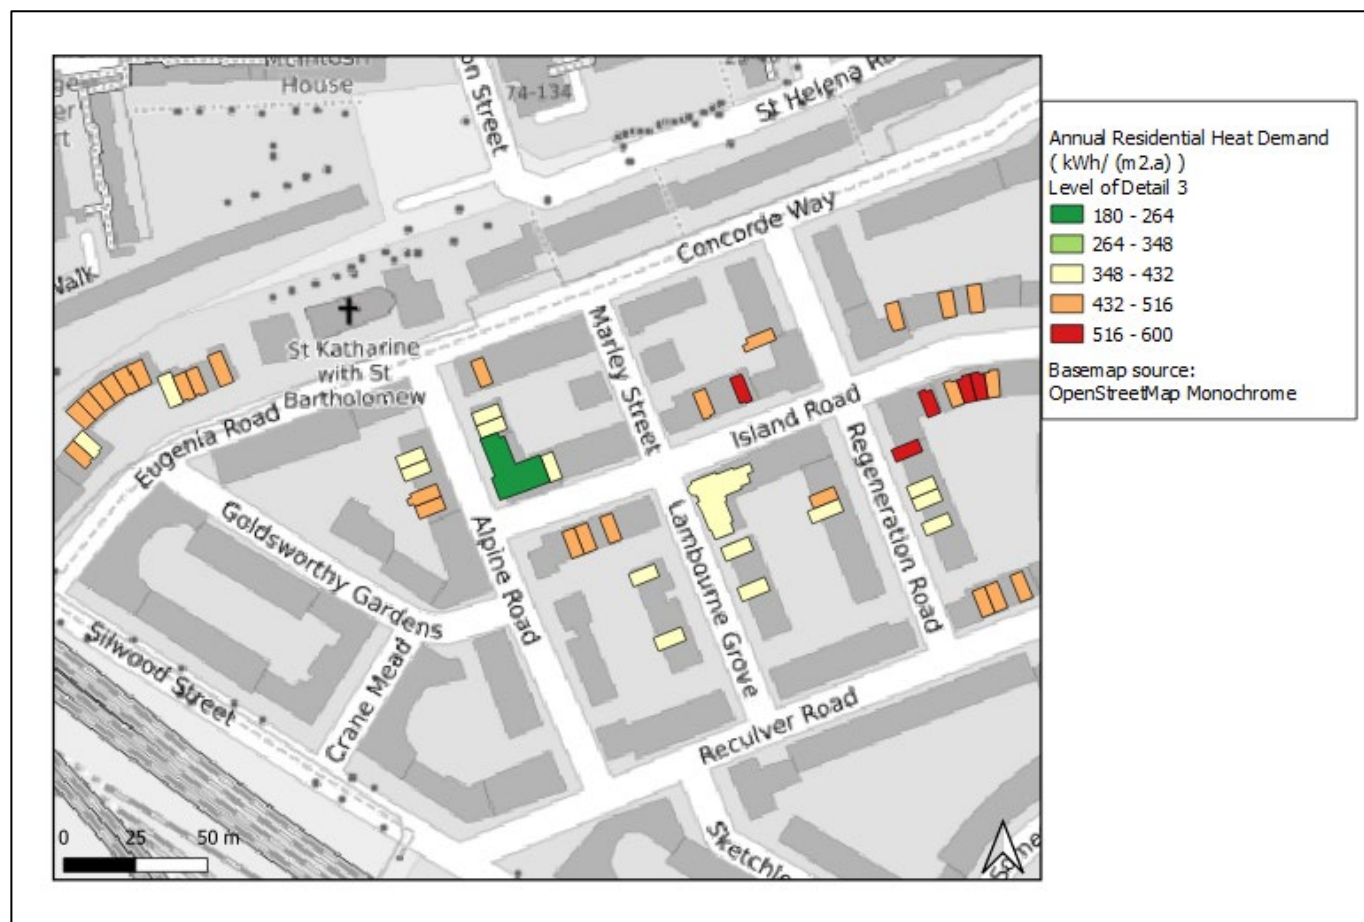 McIntosh
House
74-134
St Helena Ro
on Street
Concorde Way
Walk
St Katharine
with St
Bartholomew
Marley Street
Eugenia Road
Island Road
Regeneration Road
Goldsworthy
Gardens
Alpine Road
Lambourne Grove
Silwood Street
Crane Mead
Reculver Road
Sketchle
0 25 50 m
Annual Residential Heat Demand
( kWh/ (m2.a) )
Level of Detail 3
180 - 264
264 - 348
348 - 432
432 - 516
516 - 600
Basemap source:
OpenStreetMap Monochrome